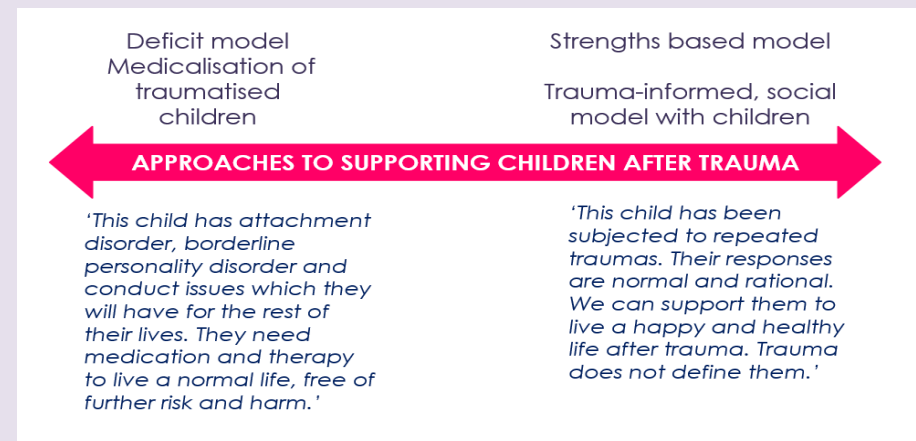 Deficit model
Medicalisation of
traumatised
children
Strengths based model
Trauma-informed, social
model with children
APPROACHES TO SUPPORTING CHILDREN AFTER TRAUMA
‘This child has attachment
disorder, borderline
personality disorder and
conduct issues which they
will have for the rest of
their lives. They need
medication and therapy
to live a normal life, free of
further risk and harm.’
‘This child has been
subjected to repeated
traumas. Their responses
are normal and rational.
We can support them to
live a happy and healthy
life after trauma. Trauma
does not define them.’